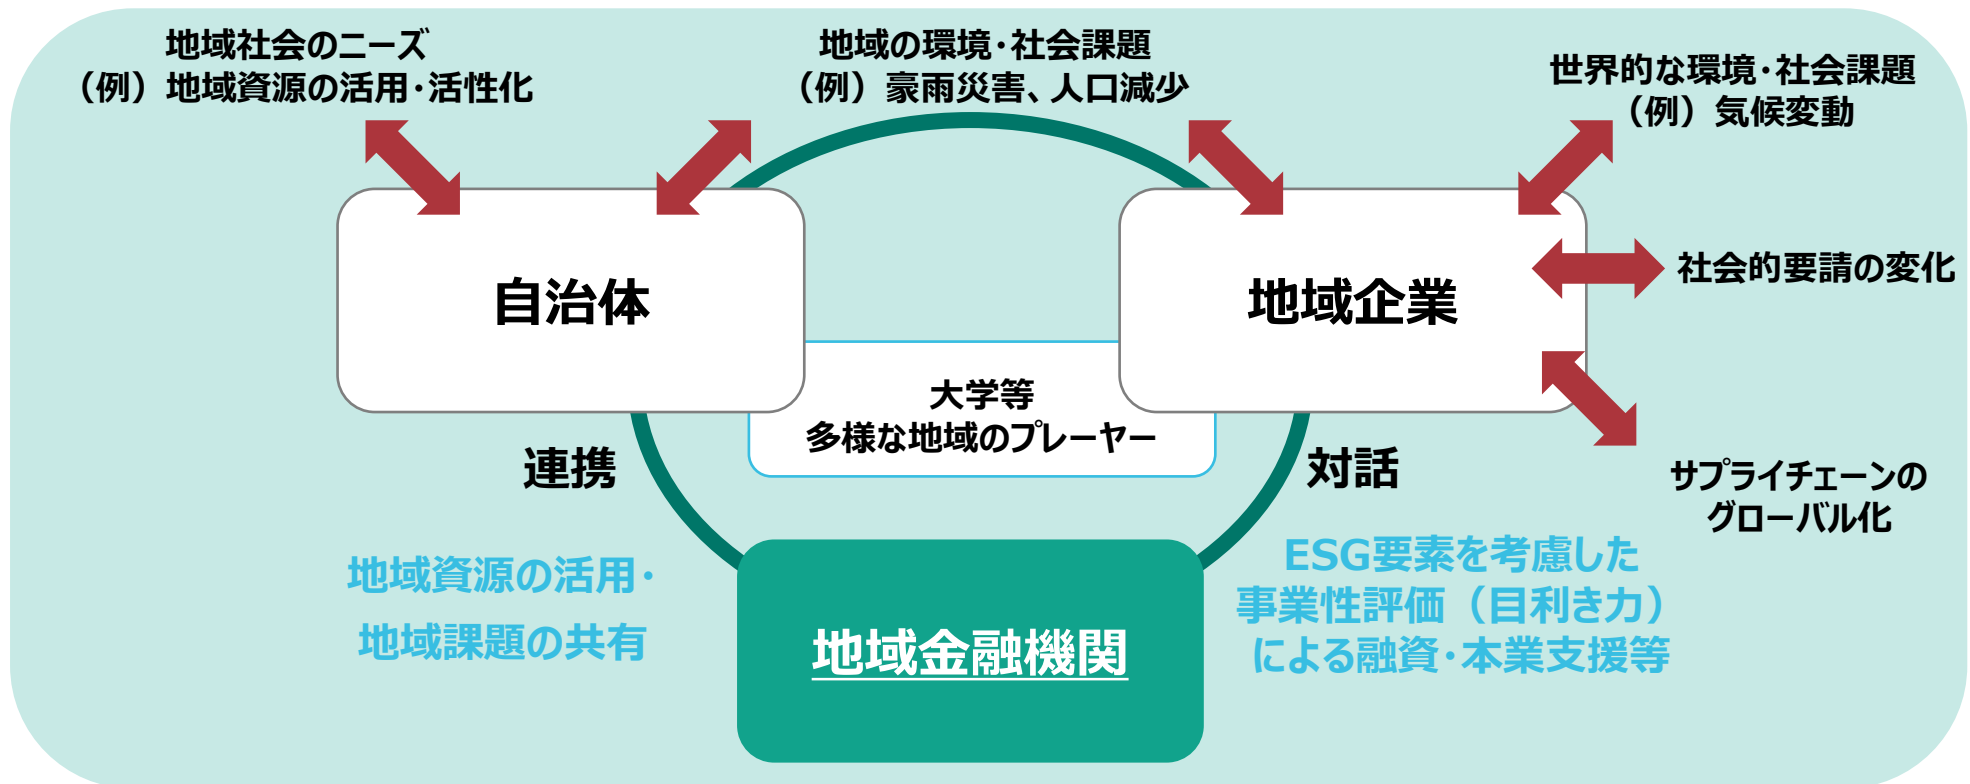 地域社会のニーズ
（例）地域資源の活用・活性化
地域の環境・社会課題
（例）豪雨災害、人口減少
世界的な環境・社会課題
（例）気候変動
自治体
地域企業
社会的要請の変化
大学等
多様な地域のプレーヤー
連携
対話
サプライチェーンの
グローバル化
地域資源の活用・
地域課題の共有
ESG要素を考慮した
事業性評価（目利き力）
による融資・本業支援等
地域金融機関